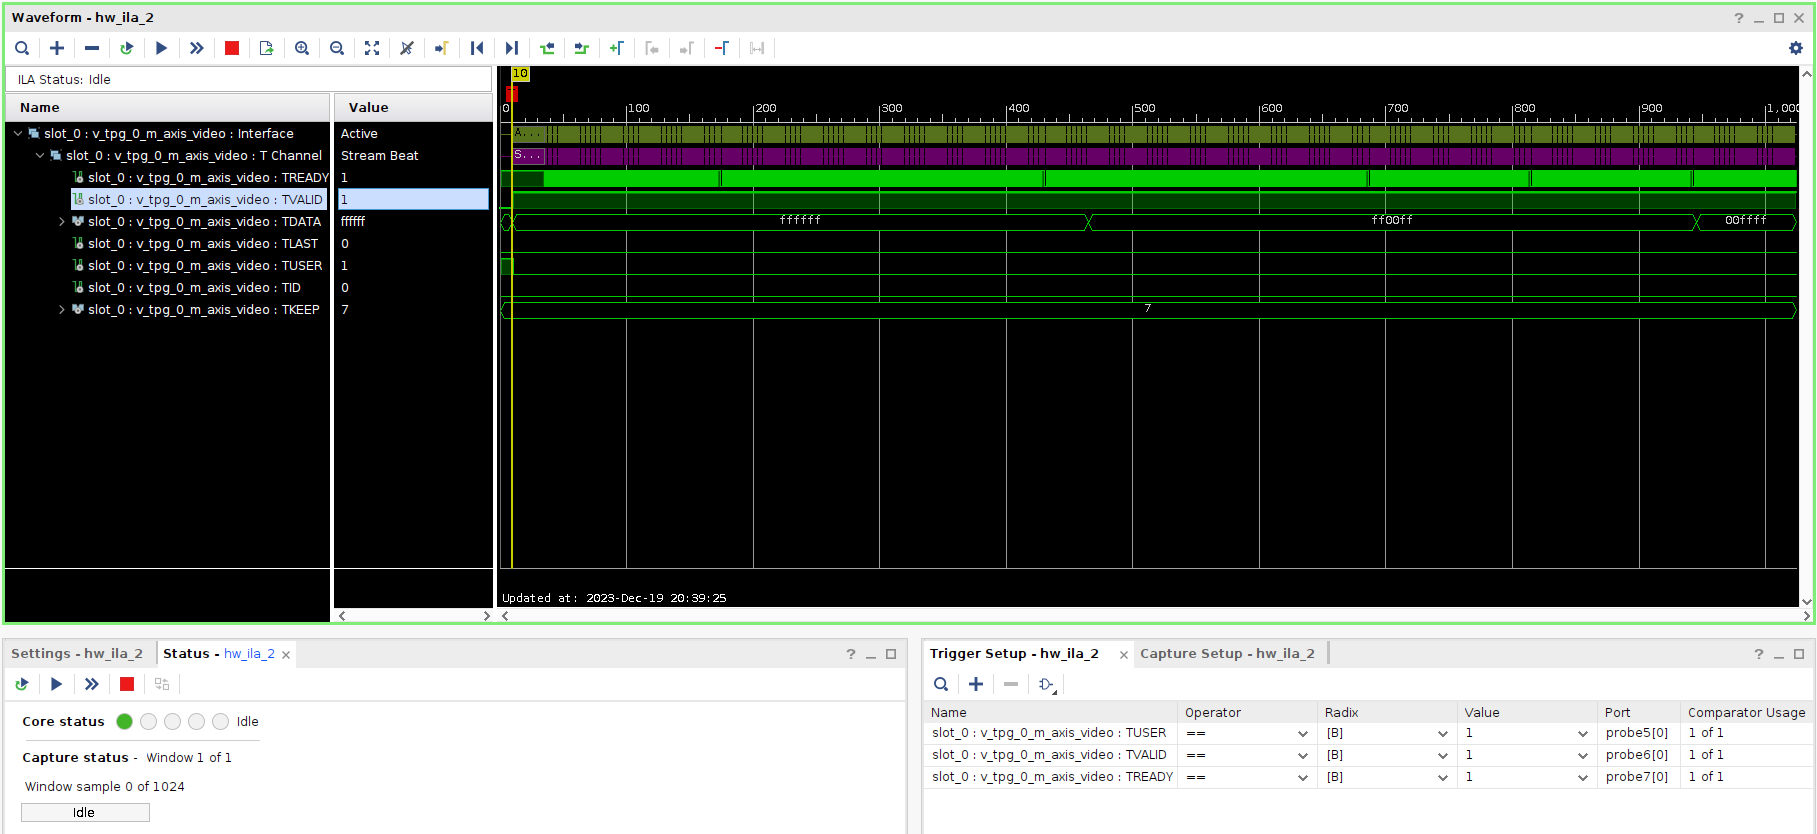 Waveform - hw_ila_2
ILA Status: Idle
Name Value
slot_0 : v_tpg_0_m_axis_video : Interface Active
slot_0 : v_tpg_0_m_axis_video : T Channel Stream Beat
slot_0 : v_tpg_0_m_axis_video : TREADY 1
slot_0 : v_tpg_0_m_axis_video : TVALID 1
slot_0 : v_tpg_0_m_axis_video : TDATA ffffff
slot_0 : v_tpg_0_m_axis_video : TLAST 0
slot_0 : v_tpg_0_m_axis_video : TUSER 1
slot_0 : v_tpg_0_m_axis_video : TID 0
slot_0 : v_tpg_0_m_axis_video : TKEEP 7
10
0 100 200 300 400 500 600 700 800 900 1,000
A...
S...
ffffff ff00ff 00ffff
7
Updated at: 2023-Dec-19 20:39:25
Settings - hw_ila_2 Status - hw_ila_2
Core status Idle
Capture status - Window 1 of 1
Window sample 0 of 1024
Idle
Trigger Setup - hw_ila_2 Capture Setup - hw_ila_2
Name Operator Radix Value Port Comparator Usage
slot_0 : v_tpg_0_m_axis_video : TUSER == [B] 1 probe5[0] 1 of 1
slot_0 : v_tpg_0_m_axis_video : TVALID == [B] 1 probe6[0] 1 of 1
slot_0 : v_tpg_0_m_axis_video : TREADY == [B] 1 probe7[0] 1 of 1